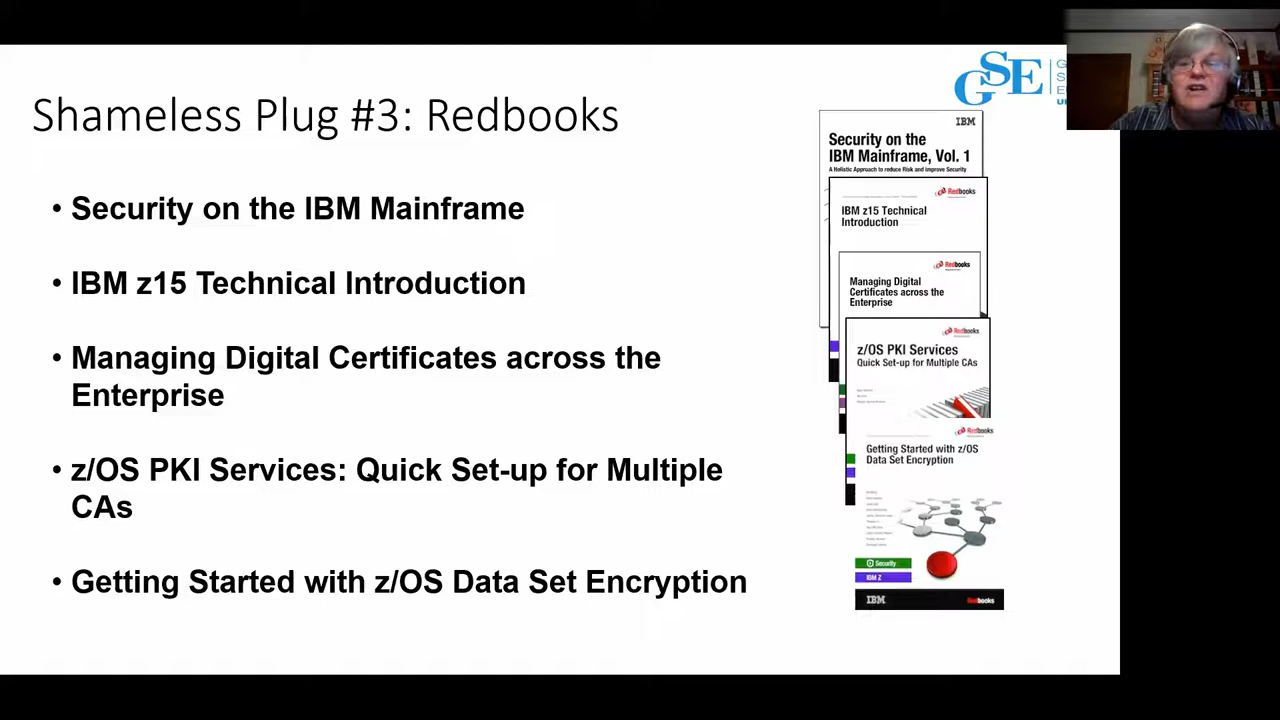 GSE
Shameless Plug #3: Redbooks
• Security on the IBM Mainframe
• IBM z15 Technical Introduction
• Managing Digital Certificates across the
Enterprise
• z/OS PKI Services: Quick Set-up for Multiple
CAs
• Getting Started with z/OS Data Set Encryption
IBM
Security on the
IBM Mainframe, Vol. 1
A Holistic Approach to reduce Risk and improve Security
Redbooks
IBM z15 Technical
Introduction
Redbooks
Managing Digital
Certificates across the
Enterprise
Redbooks
z/OS PKI Services
Quick Set-up for Multiple CAs
Redbooks
Getting Started with z/OS
Data Set Encryption
Security
IBM Z
IBM
Redbooks